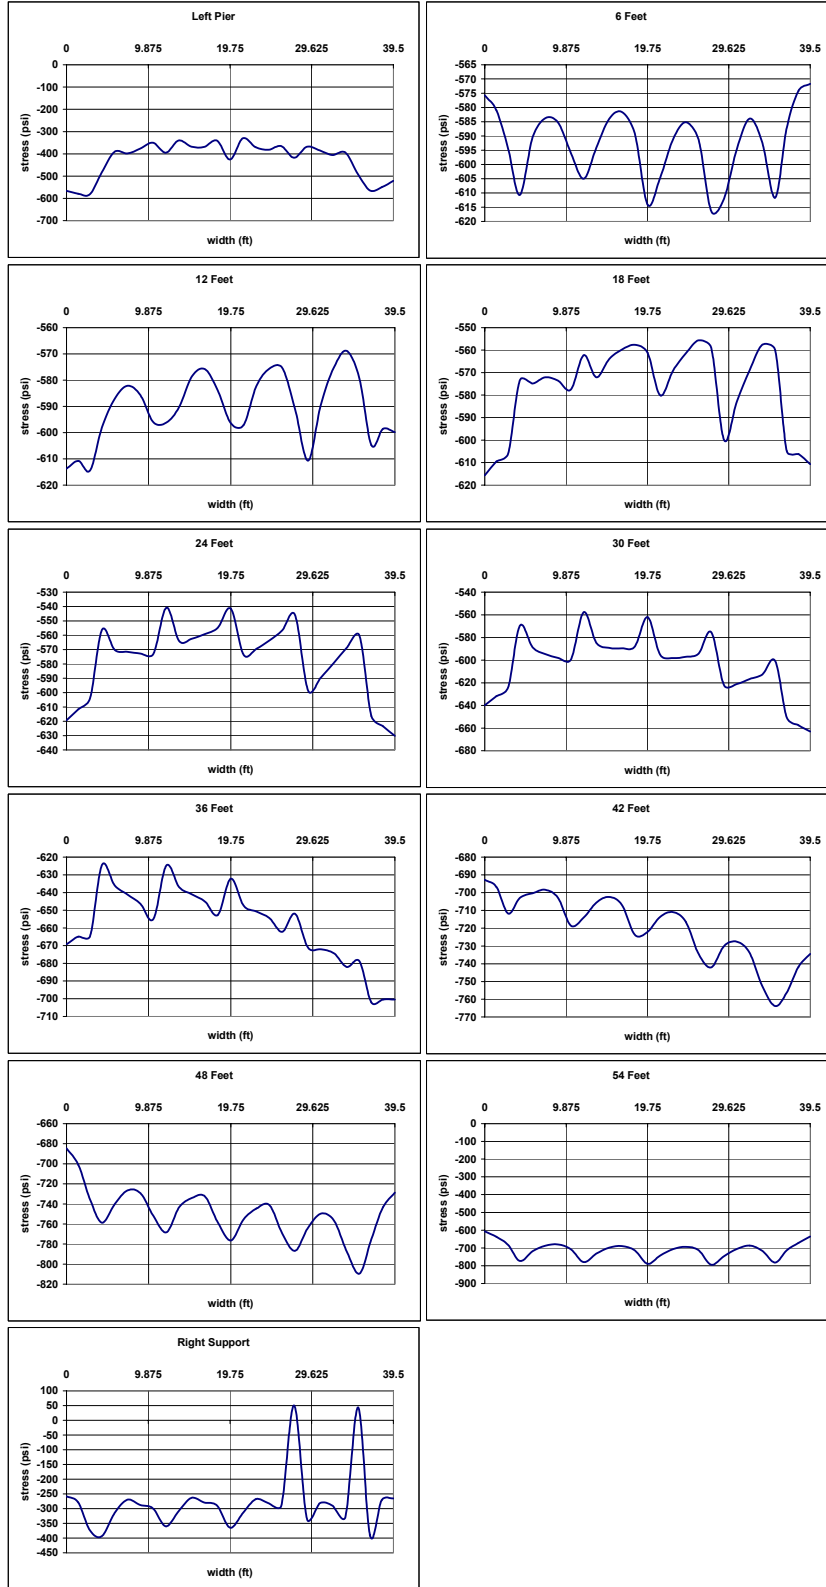 Left Pier
0 9.875 19.75 29.625 39.5
0
-100
-200
-300
-400
-500
-600
-700
stress (psi)
width (ft)
6 Feet
0 9.875 19.75 29.625 39.5
-565
-570
-575
-580
-585
-590
-595
-600
-605
-610
-615
-620
stress (psi)
width (ft)
12 Feet
0 9.875 19.75 29.625 39.5
-560
-570
-580
-590
-600
-610
-620
stress (psi)
width (ft)
18 Feet
0 9.875 19.75 29.625 39.5
-550
-560
-570
-580
-590
-600
-610
-620
stress (psi)
width (ft)
24 Feet
0 9.875 19.75 29.625 39.5
-530
-540
-550
-560
-570
-580
-590
-600
-610
-620
-630
-640
stress (psi)
width (ft)
30 Feet
0 9.875 19.75 29.625 39.5
-540
-560
-580
-600
-620
-640
-660
-680
stress (psi)
width (ft)
36 Feet
0 9.875 19.75 29.625 39.5
-620
-630
-640
-650
-660
-670
-680
-690
-700
-710
stress (psi)
width (ft)
42 Feet
0 9.875 19.75 29.625 39.5
-680
-690
-700
-710
-720
-730
-740
-750
-760
-770
stress (psi)
width (ft)
48 Feet
0 9.875 19.75 29.625 39.5
-660
-680
-700
-720
-740
-760
-780
-800
-820
stress (psi)
width (ft)
54 Feet
0 9.875 19.75 29.625 39.5
0
-100
-200
-300
-400
-500
-600
-700
-800
-900
stress (psi)
width (ft)
Right Support
0 9.875 19.75 29.625 39.5
100
50
0
-50
-100
-150
-200
-250
-300
-350
-400
-450
stress (psi)
width (ft)